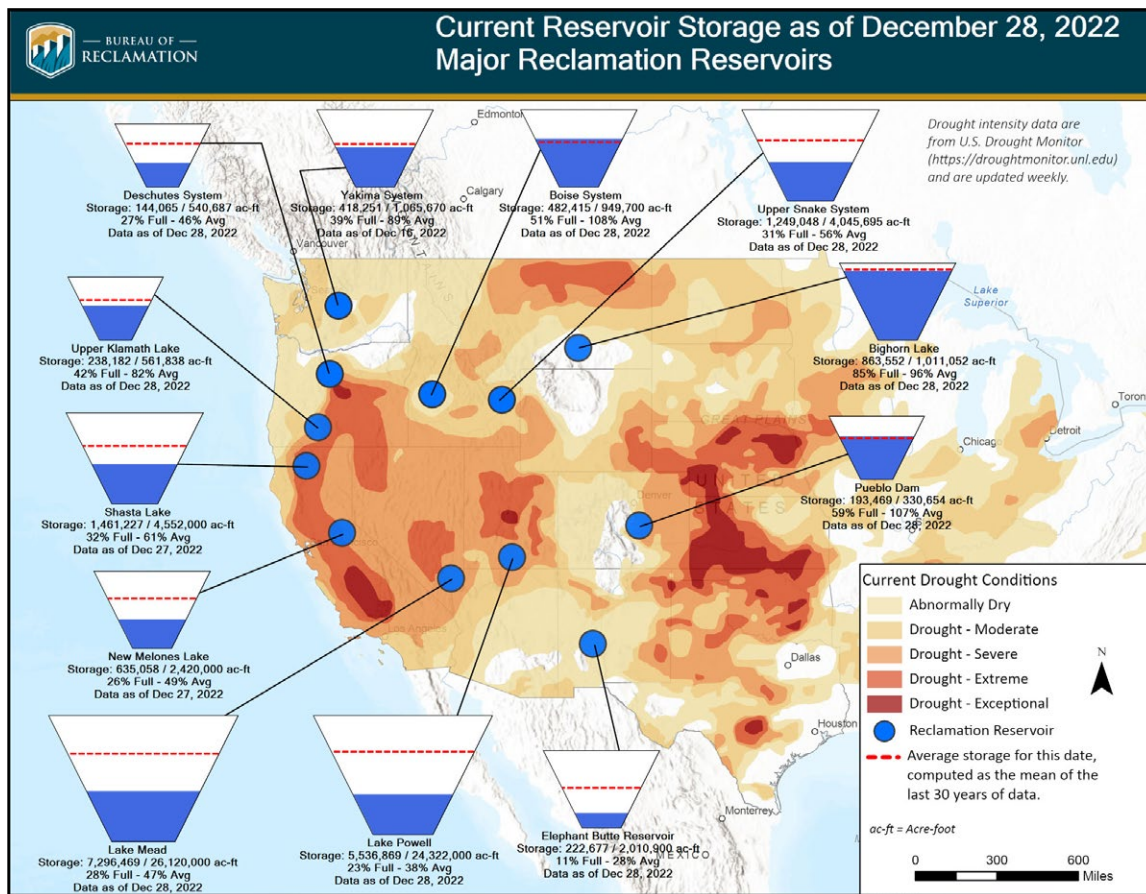 BUREAU OF
RECLAMATION
Current Reservoir Storage as of December 28, 2022
Major Reclamation Reservoirs
Drought intensity data are
from U.S. Drought Monitor
(https://droughtmonitor.unl.edu)
and are updated weekly.
Deschutes System
Storage: 144,065 / 540,687 ac-ft
27% Full - 46% Avg
Data as of Dec 28, 2022
Yakima System
Storage: 418,251 / 1,065,670 ac-ft
39% Full - 89% Avg
Data as of Dec 16, 2022
Boise System
Storage: 482,415 / 949,700 ac-ft
51% Full - 108% Avg
Data as of Dec 28, 2022
Upper Snake System
Storage: 1,249,048 / 4,045,695 ac-ft
31% Full - 56% Avg
Data as of Dec 28, 2022
Upper Klamath Lake
Storage: 238,182 / 561,838 ac-ft
42% Full - 82% Avg
Data as of Dec 28, 2022
Bighorn Lake
Storage: 863,552 / 1,011,052 ac-ft
85% Full - 96% Avg
Data as of Dec 28, 2022
Shasta Lake
Storage: 1,461,227 / 4,552,000 ac-ft
32% Full - 61% Avg
Data as of Dec 27, 2022
Pueblo Dam
Storage: 193,469 / 330,654 ac-ft
59% Full - 107% Avg
Data as of Dec 28, 2022
New Melones Lake
Storage: 635,058 / 2,420,000 ac-ft
26% Full - 49% Avg
Data as of Dec 27, 2022
Lake Mead
Storage: 7,296,469 / 26,120,000 ac-ft
28% Full - 47% Avg
Data as of Dec 28, 2022
Lake Powell
Storage: 5,536,869 / 24,322,000 ac-ft
23% Full - 38% Avg
Data as of Dec 28, 2022
Elephant Butte Reservoir
Storage: 222,677 / 2,010,900 ac-ft
11% Full - 28% Avg
Data as of Dec 28, 2022
Edmonton
Calgary
Vancouver
Lake
Superior
GREAT PLAINS
UNITED
STATES
Denver
Chicago
Detroit
Toron
Los Angeles
Dallas
Houston
Monterrey
MEXICO
Current Drought Conditions
Abnormally Dry
Drought - Moderate
Drought - Severe
Drought - Extreme
Drought - Exceptional
Reclamation Reservoir
Average storage for this date,
computed as the mean of the
last 30 years of data.
ac-ft = Acre-foot
N
0 300 600
Miles